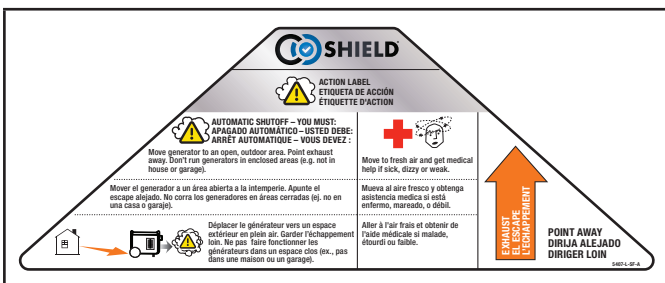 CO SHIELD
ACTION LABEL
ETIQUETA DE ACCIÓN
ÉTIQUETTE D'ACTION
AUTOMATIC SHUTOFF – YOU MUST:
APAGADO AUTOMÁTICO – USTED DEBE:
ARRÊT AUTOMATIQUE – VOUS DEVEZ :
Move generator to an open, outdoor area. Point exhaust
away. Don't run generators in enclosed areas (e.g. not in
house or garage).
Move to fresh air and get medical
help if sick, dizzy or weak.
Mover el generador a un área abierta a la intemperie. Apunte el
escape alejado. No corra los generadores en áreas cerradas (ej. no en
una casa o garaje).
Mueva al aire fresco y obtenga
asistencia medica si está
enfermo, mareado, o débil.
Déplacer le générateur vers un espace
extérieur en plein air. Garder l'échappement
loin. Ne pas faire fonctionner les
générateurs dans un espace clos (ex., pas
dans une maison ou un garage).
Aller à l'air frais et obtenir de
l'aide médicale si malade,
étourdi ou faible.
EXHAUST
EL ESCAPE
L'ÉCHAPPEMENT
POINT AWAY
DIRIJA ALEJADO
DIRIGER LOIN
S407-L-SF-A